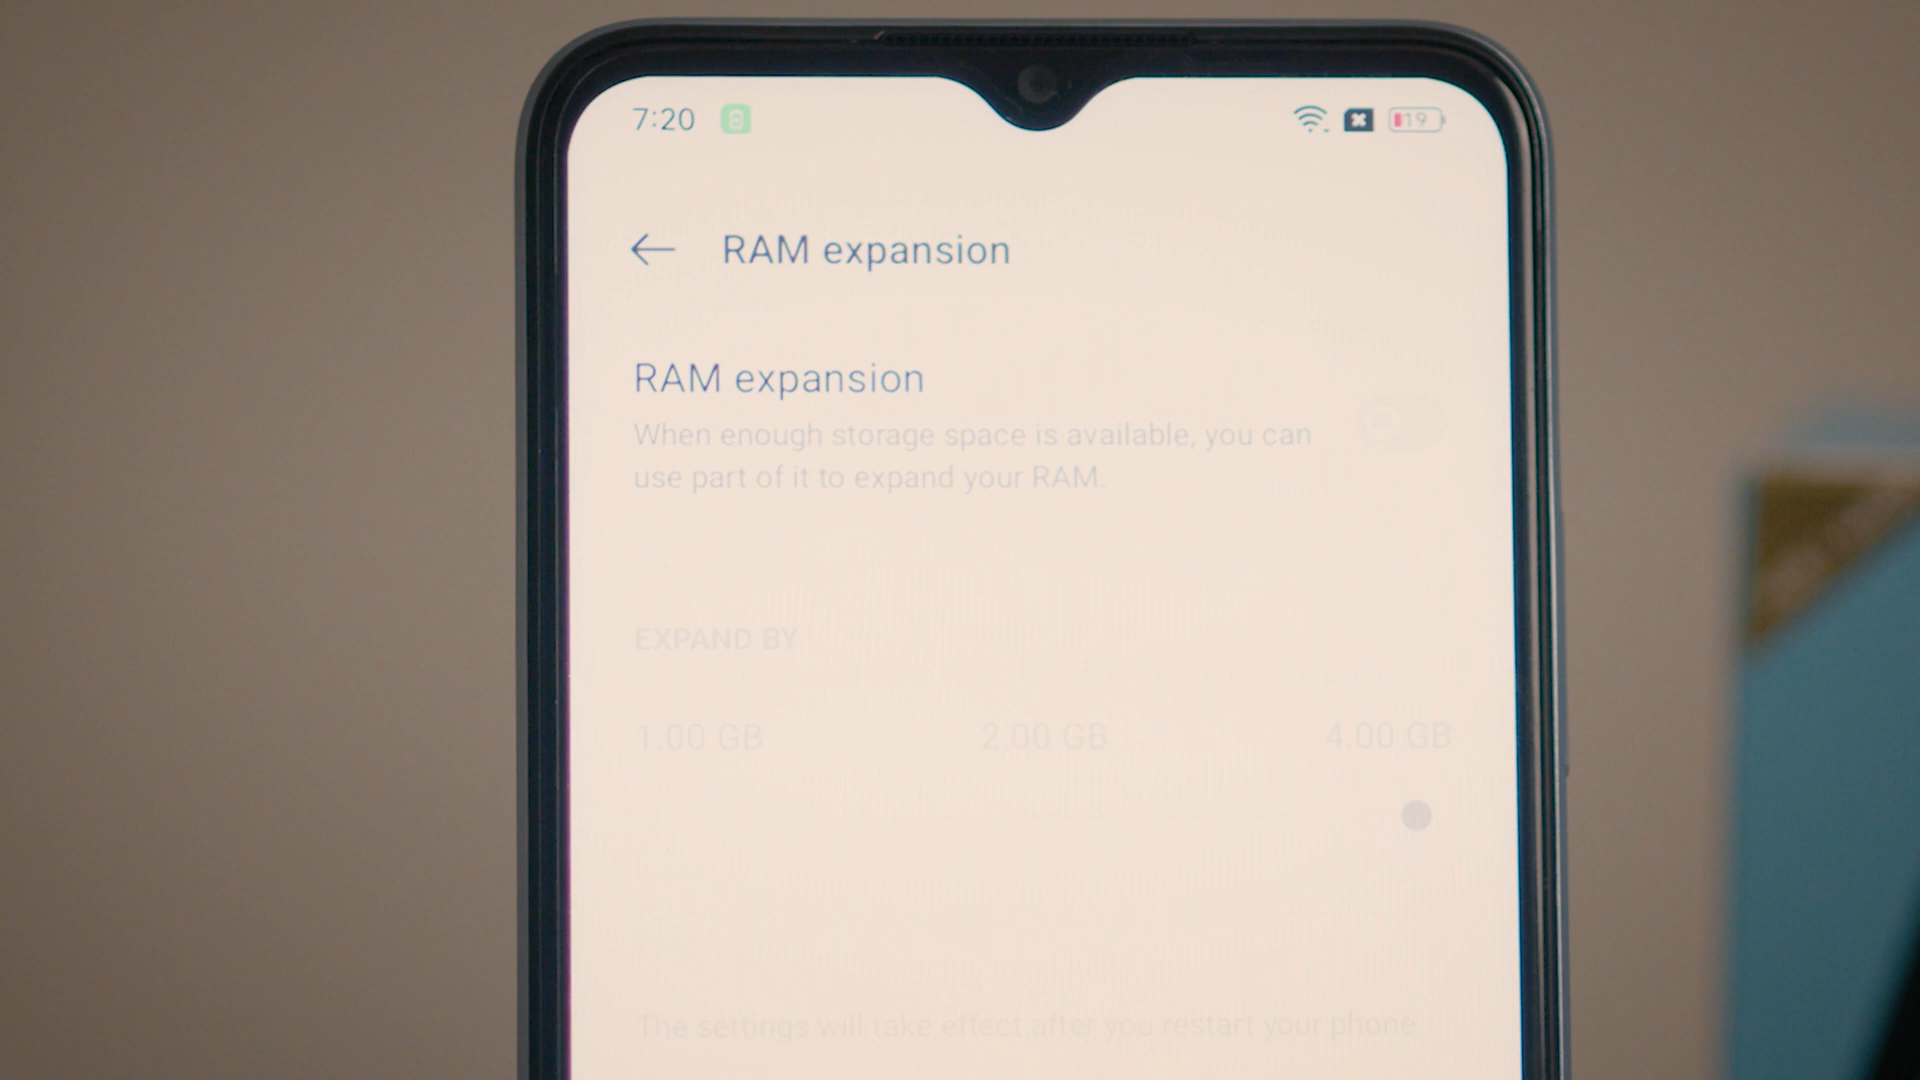 7:20
19
RAM expansion
RAM expansion
When enough storage space is available, you can
use part of it to expand your RAM.
EXPAND BY
1.00 GB 2.00 GB 4.00 GB
The settings will take effect after you restart your phone.